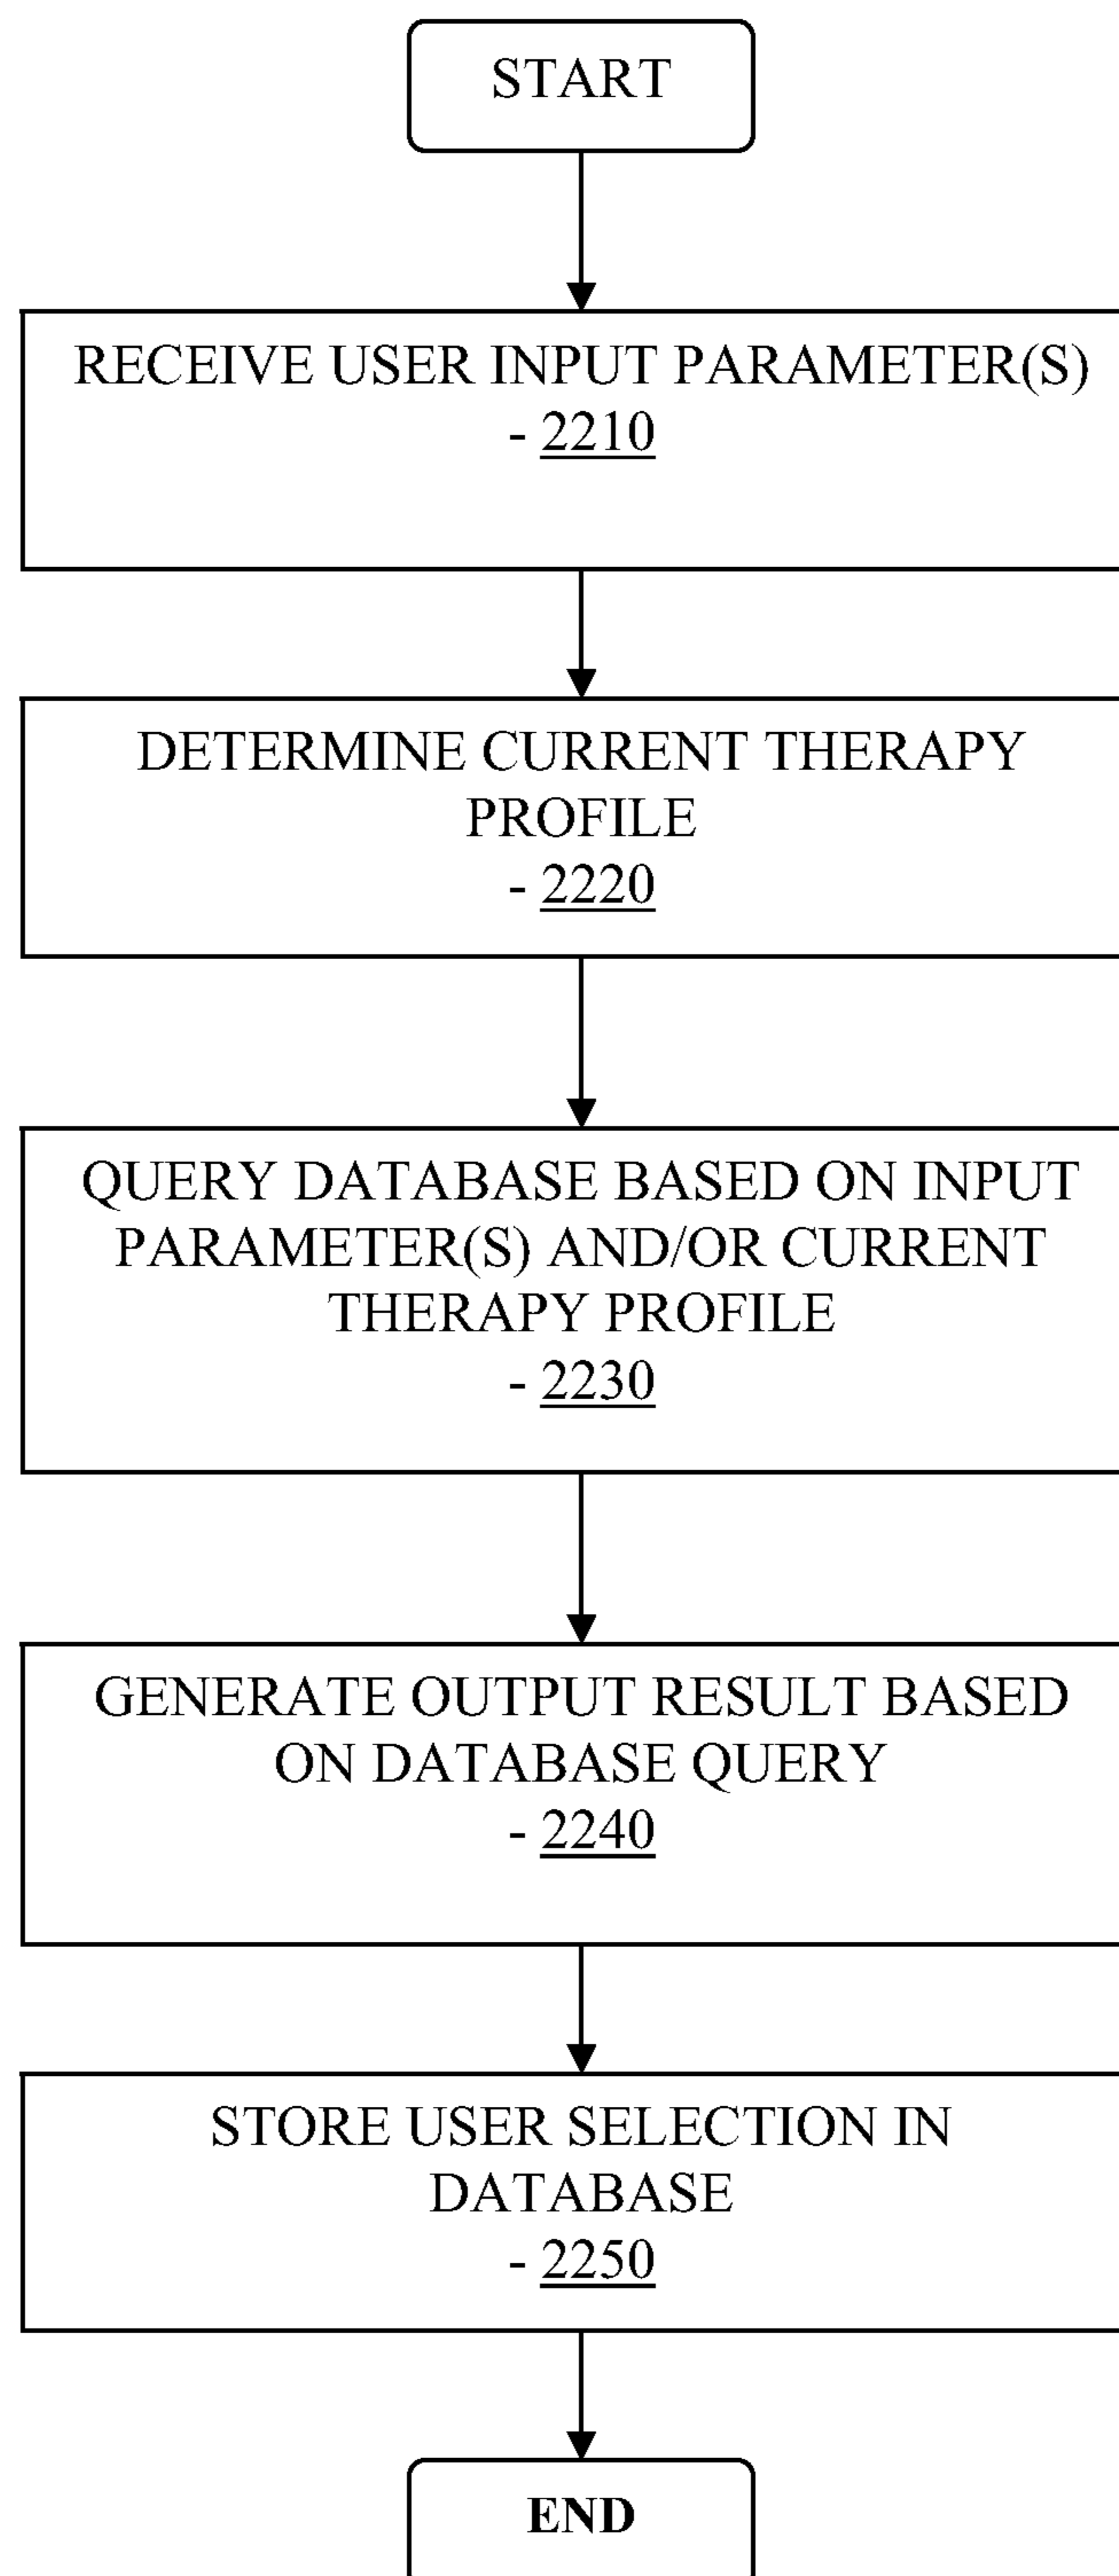 START
RECEIVE USER INPUT PARAMETER(S)
- 2210
DETERMINE CURRENT THERAPY
PROFILE
- 2220
QUERY DATABASE BASED ON INPUT
PARAMETER(S) AND/OR CURRENT
THERAPY PROFILE
- 2230
GENERATE OUTPUT RESULT BASED
ON DATABASE QUERY
- 2240
STORE USER SELECTION IN
DATABASE
- 2250
END